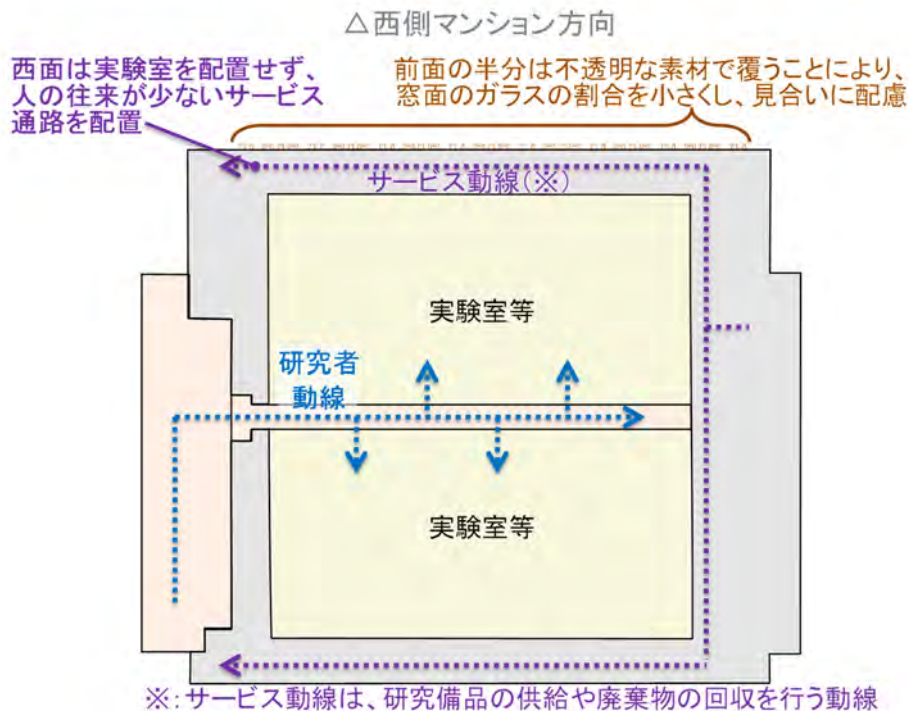 △西側マンション方向
西面は実験室を配置せず、
人の往来が少ないサービス
通路を配置
前面の半分は不透明な素材で覆うことにより、
窓面のガラスの割合を小さくし、見合いに配慮
サービス動線(※)
実験室等
研究者
動線
実験室等
※:サービス動線は、研究備品の供給や廃棄物の回収を行う動線